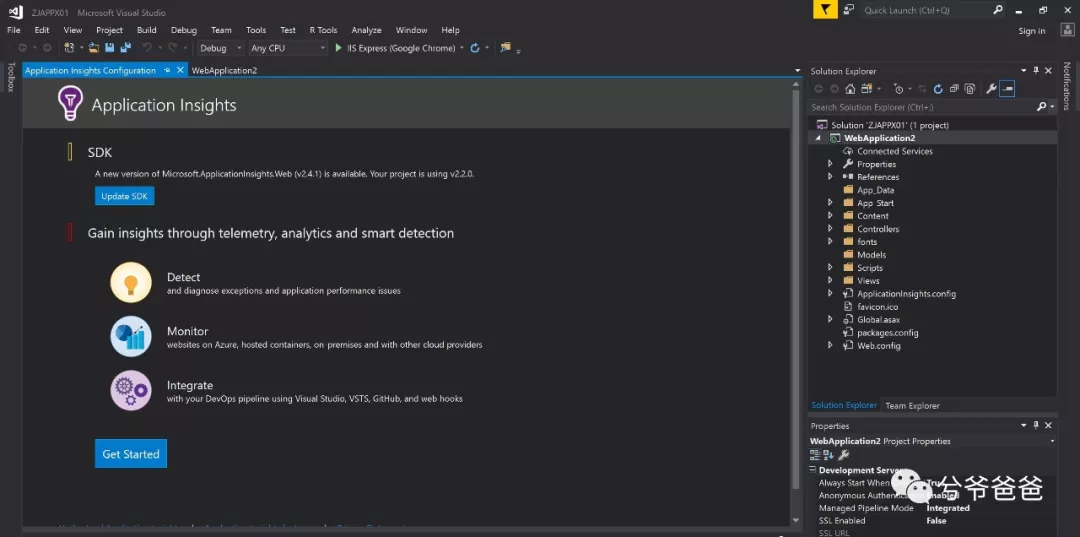 ZJAPPX01 Microsoft Visual Studio
Quick Launch (Ctrl+Q)
File Edit View Project Build Debug Team Tools Test R Tools Analyze Window Help
Sign in
Debug Any CPU IIS Express (Google Chrome)
Toolbox
Application Insights Configuration WebApplication2
Application Insights
SDK
A new version of Microsoft.ApplicationInsights.Web (v2.4.1) is available. Your project is using v2.2.0.
Update SDK
Gain insights through telemetry, analytics and smart detection
Detect
and diagnose exceptions and application performance issues
Monitor
websites on Azure, hosted containers, on premises and with other cloud providers
Integrate
with your DevOps pipeline using Visual Studio, VSTS, GitHub, and web hooks
Get Started
Solution Explorer
Search Solution Explorer (Ctrl+;)
Solution 'ZJAPPX01' (1 project)
WebApplication2
Connected Services
Properties
References
App_Data
App_Start
Content
Controllers
fonts
Models
Scripts
Views
ApplicationInsights.config
favicon.ico
Global.asax
packages.config
Web.config
Solution Explorer Team Explorer
Properties
WebApplication2 Project Properties
Development Server
Always Start When
Anonymous Authentication Enabled
Managed Pipeline Mode Integrated
SSL Enabled False
SSL URL
Notifications
兮爷爸爸